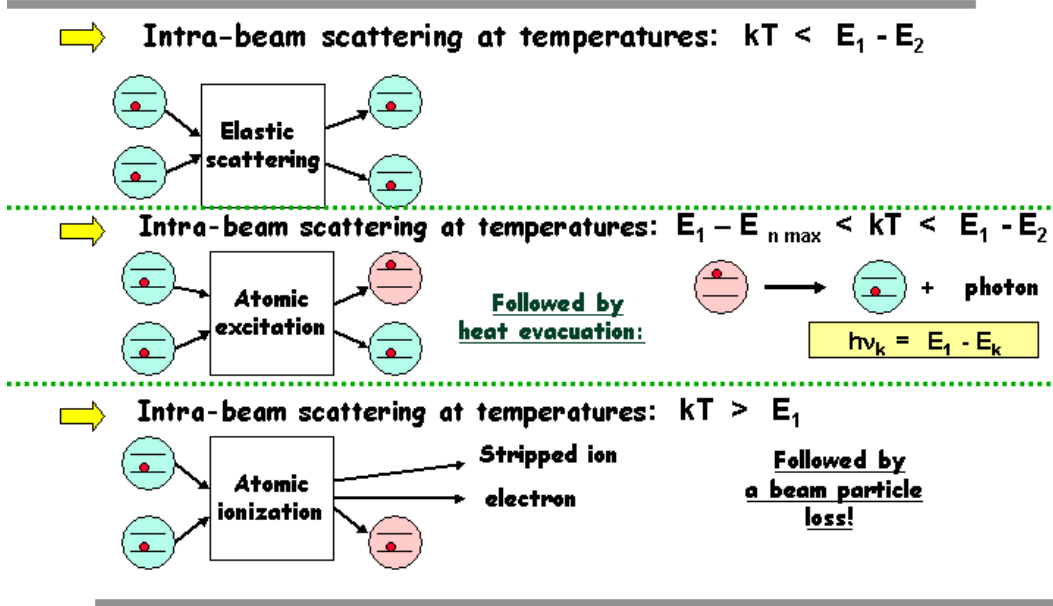 Intra-beam scattering at temperatures: kT < E₁ - E₂
Elastic
scattering
Intra-beam scattering at temperatures: E₁ – E n max < kT < E₁ - E₂
Atomic
excitation
Followed by
heat evacuation:
+ photon
hνₖ = E₁ - Eₖ
Intra-beam scattering at temperatures: kT > E₁
Atomic
ionization
Stripped ion
electron
Followed by
a beam particle
loss!